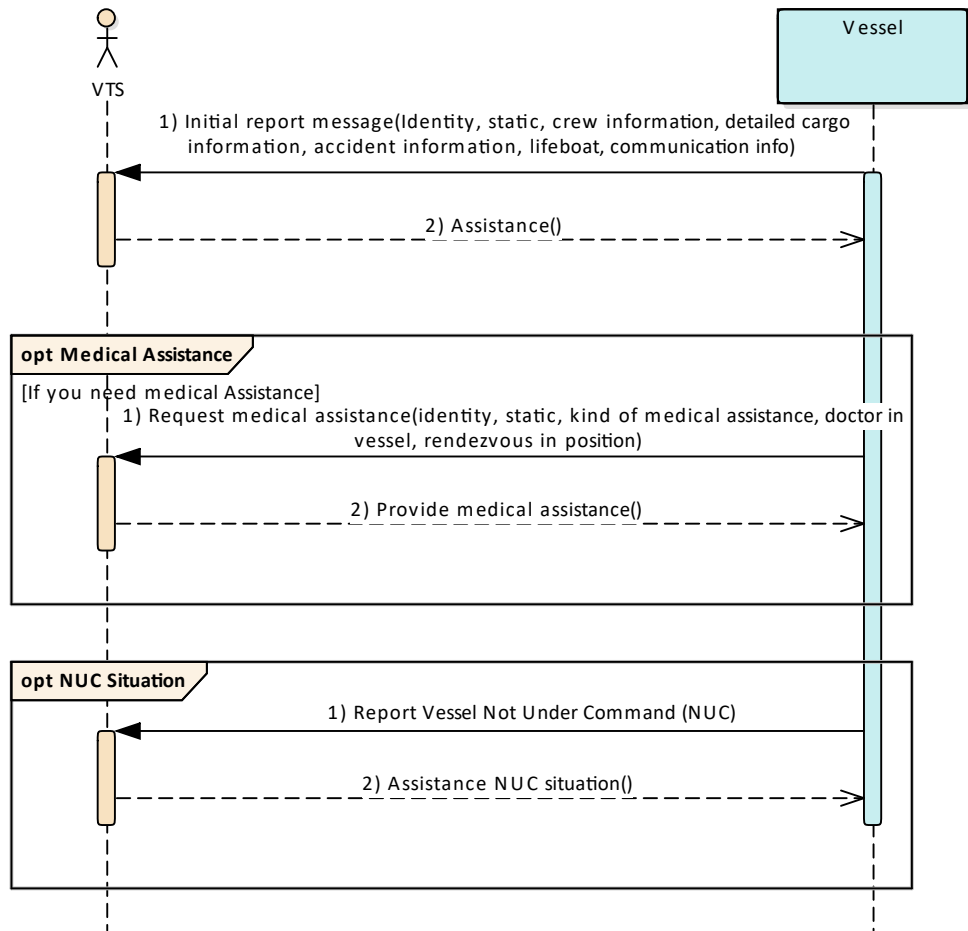 VTS
Vessel
1) Initial report message(Identity, static, crew information, detailed cargo
information, accident information, lifeboat, communication info)
2) Assistance()
opt Medical Assistance
[If you need medical Assistance]
1) Request medical assistance(identity, static, kind of medical assistance, doctor in
vessel, rendezvous in position)
2) Provide medical assistance()
opt NUC Situation
1) Report Vessel Not Under Command (NUC)
2) Assistance NUC situation()